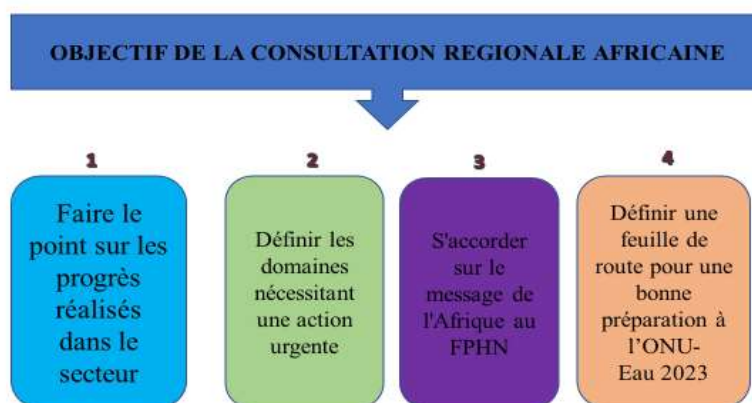 OBJECTIF DE LA CONSULTATION REGIONALE AFRICAINE
1
Faire le
point sur les
progrès
réalisés
dans le
secteur
2
Définir les
domaines
nécessitant
une action
urgente
3
S'accorder
sur le
message de
l'Afrique au
FPHN
4
Définir une
feuille de
route pour une
bonne
préparation à
l’ONU-
Eau 2023